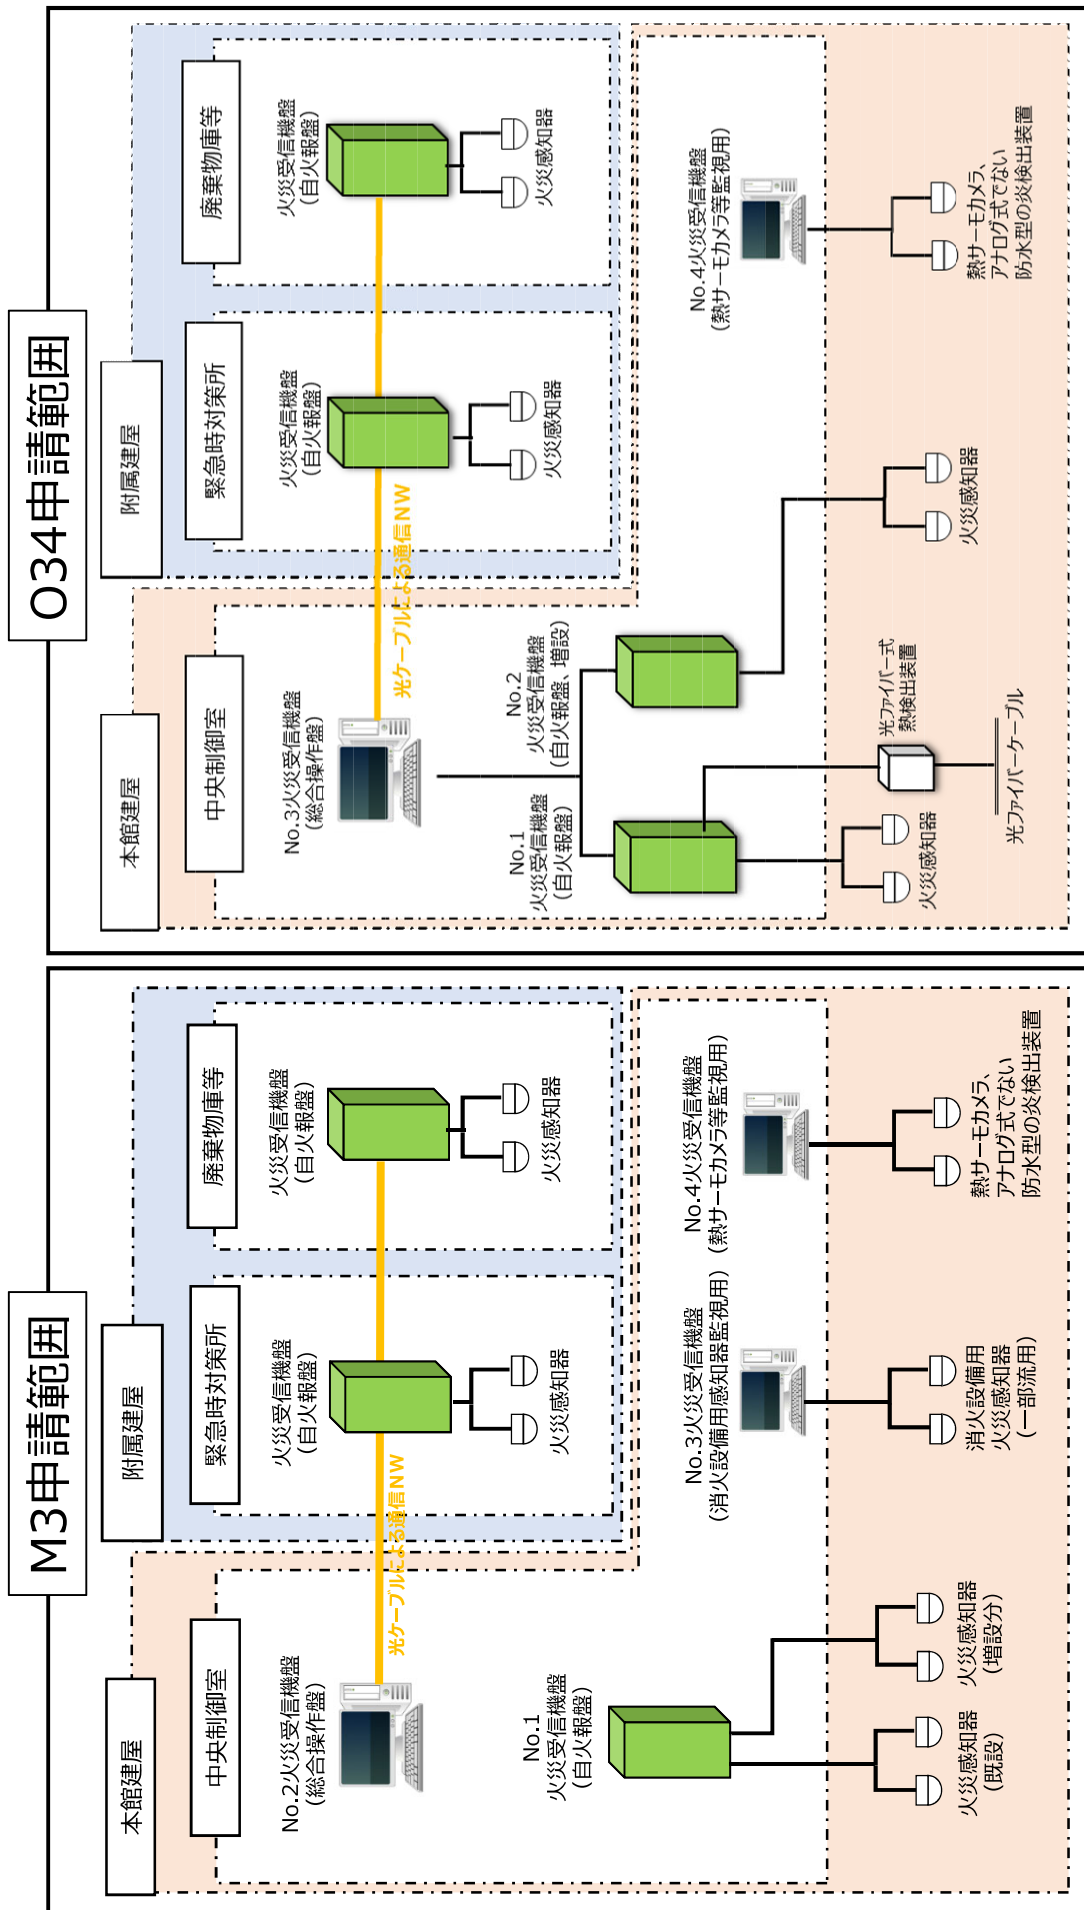 M3申請範囲
本館建屋
附属建屋
中央制御室
緊急時対策所
廃棄物庫等
No.2火災受信機盤
(総合操作盤)
光ケーブルによる通信NW
火災受信機盤
(自火報盤)
火災感知器
火災受信機盤
(自火報盤)
火災感知器
No.1
火災受信機盤
(自火報盤)
No.3火災受信機盤
(消火設備用感知器監視用)
No.4火災受信機盤
(熱サーモカメラ等監視用)
火災感知器
(既設)
火災感知器
(増設分)
消火設備用
火災感知器
(一部流用)
熱サーモカメラ、
アナログ式でない
防水型の炎検出装置
O34申請範囲
本館建屋
附属建屋
中央制御室
緊急時対策所
廃棄物庫等
No.3火災受信機盤
(総合操作盤)
光ケーブルによる通信NW
火災受信機盤
(自火報盤)
火災感知器
火災受信機盤
(自火報盤)
火災感知器
No.1
火災受信機盤
(自火報盤)
No.2
火災受信機盤
(自火報盤、増設)
No.4火災受信機盤
(熱サーモカメラ等監視用)
火災感知器
光ファイバー式
熱検出装置
光ファイバーケーブル
火災感知器
熱サーモカメラ、
アナログ式でない
防水型の炎検出装置